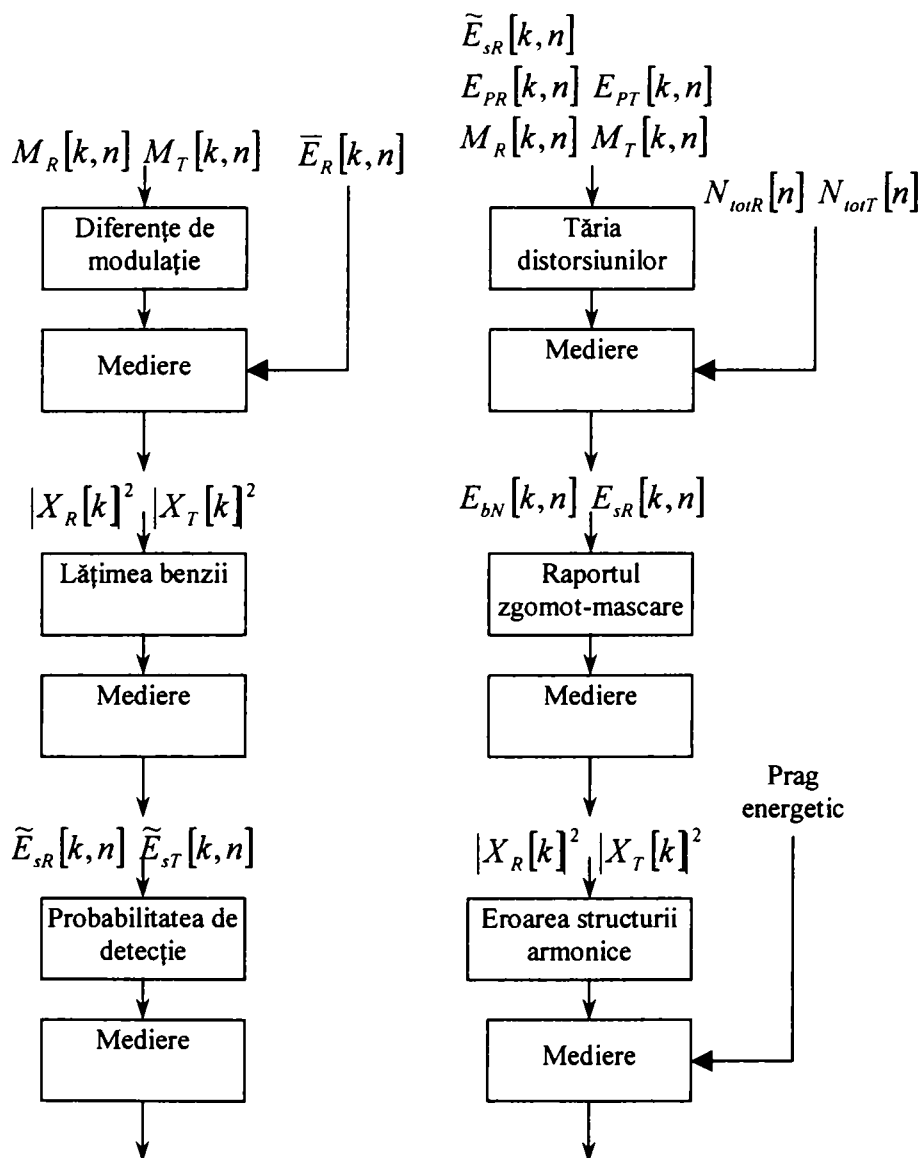 M_R[k,n] M_T[k,n] E̅_R[k,n]
Diferențe de
modulație
Mediere
|X_R[k]^2 |X_T[k]^2
Lățimea benzii
Mediere
Ẽ_sR[k,n] Ẽ_sT[k,n]
Probabilitatea de
detecție
Mediere
Ẽ_sR[k,n]
E_PR[k,n] E_PT[k,n]
M_R[k,n] M_T[k,n]
N_totR[n] N_totT[n]
Tăria
distorsiunilor
Mediere
E_bN[k,n] E_sR[k,n]
Raportul
zgomot-mascare
Mediere
Prag
energetic
|X_R[k]^2 |X_T[k]^2
Eroarea structurii
armonice
Mediere